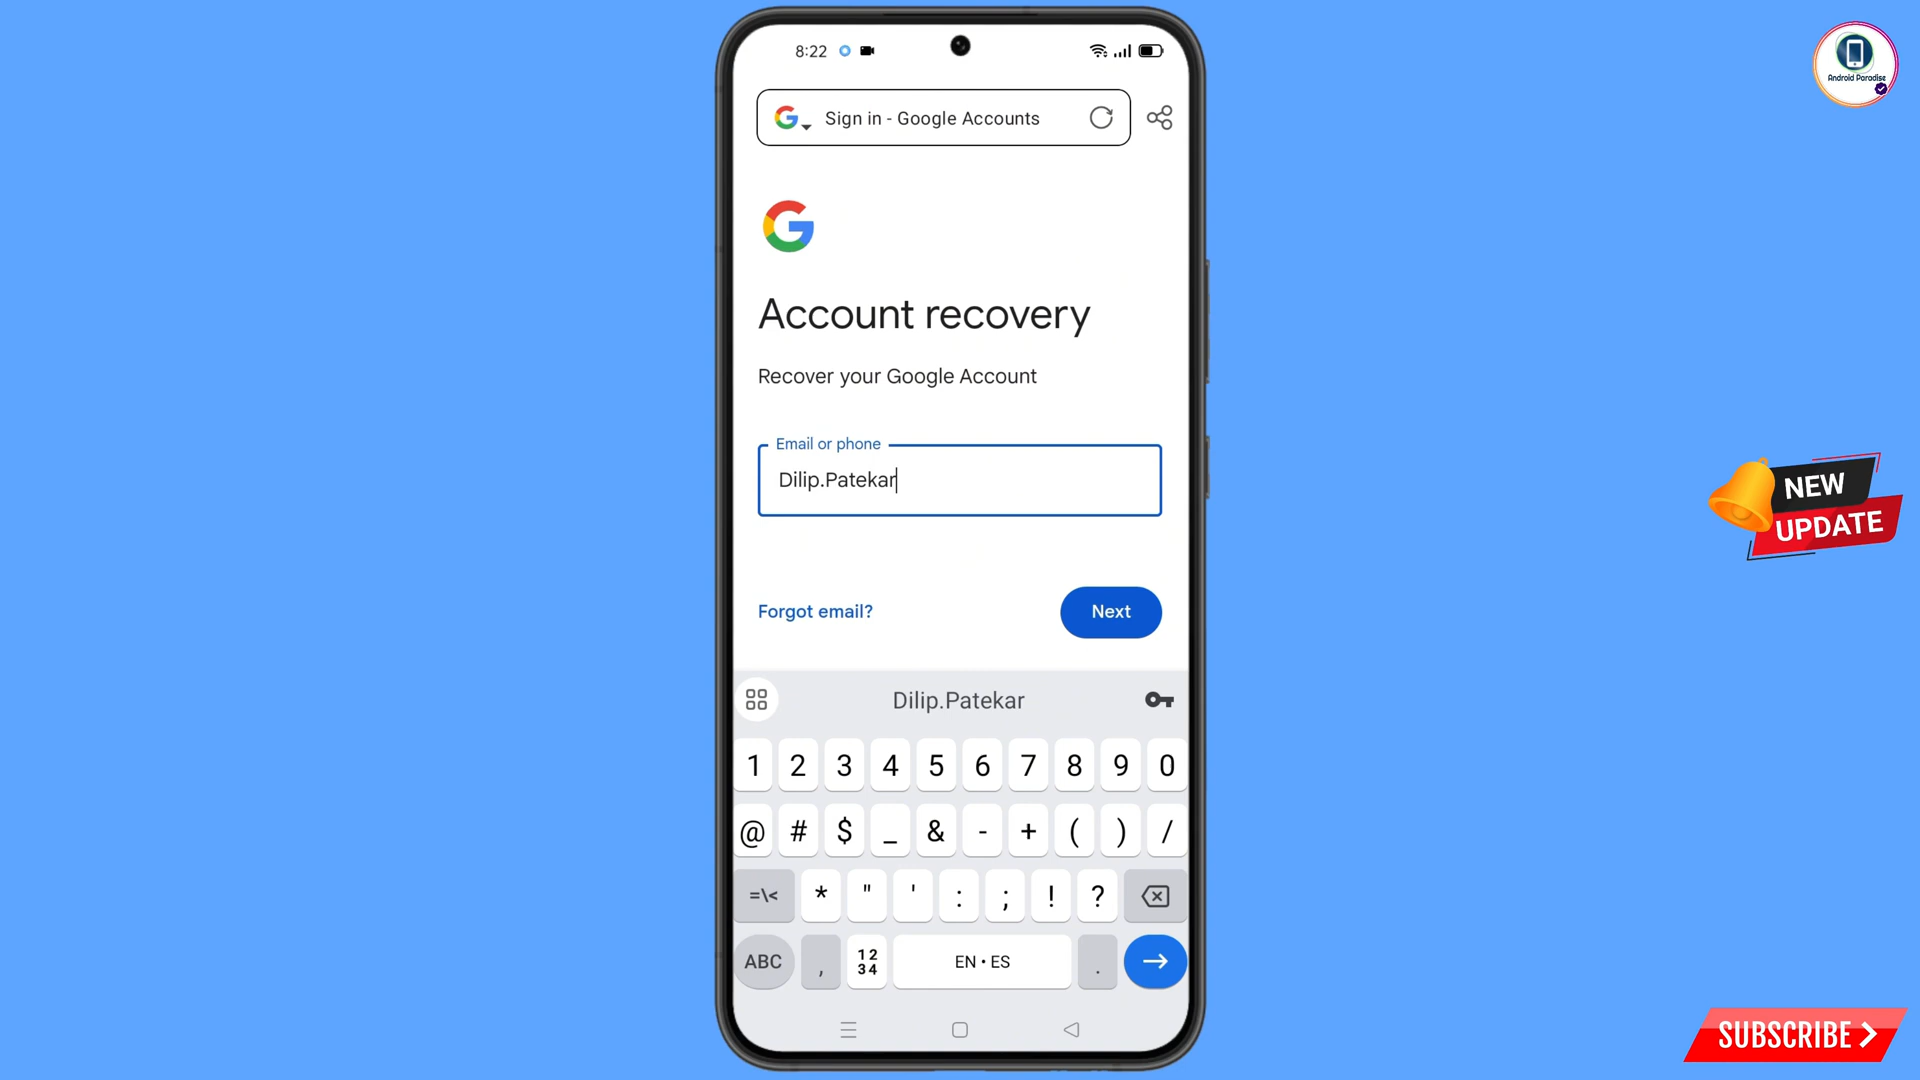 8:22
Android Paradise
Sign in - Google Accounts
Account recovery
Recover your Google Account
Email or phone
Dilip.Patekar
NEW
UPDATE
Forgot email?
Next
Dilip.Patekar
1 2 3 4 5 6 7 8 9 0
@ # $ _ & - + ( ) /
=\< * " ' : ; ! ?
ABC , 12 34 EN • ES .
SUBSCRIBE